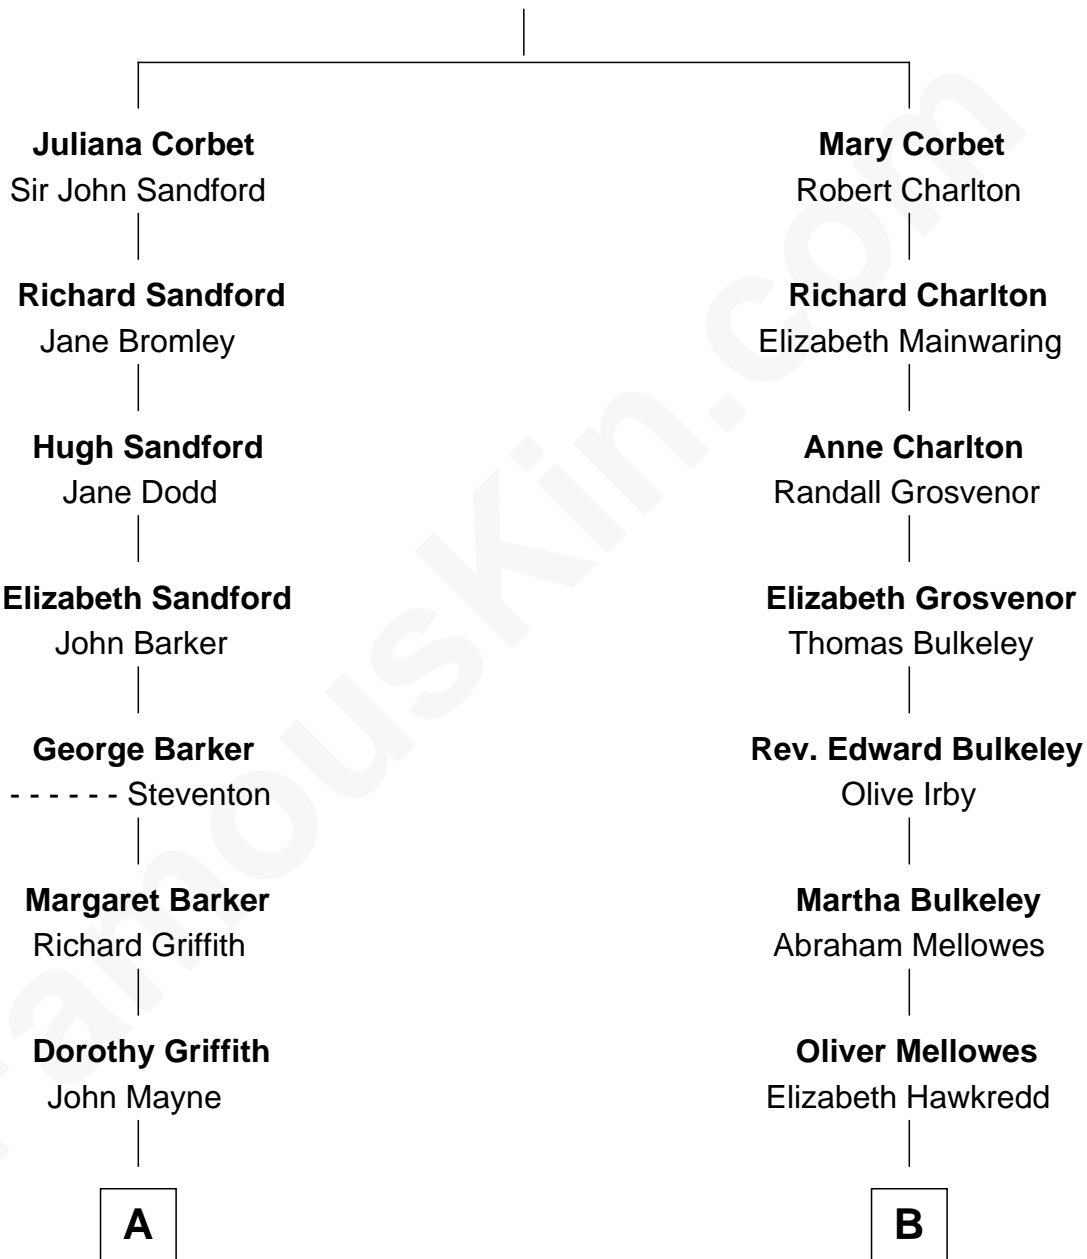 Juliana Corbet
Sir John Sandford
Mary Corbet
Robert Charlton
Richard Sandford
Jane Bromley
Richard Charlton
Elizabeth Mainwaring
Hugh Sandford
Jane Dodd
Anne Charlton
Randall Grosvenor
Elizabeth Sandford
John Barker
Elizabeth Grosvenor
Thomas Bulkeley
George Barker
- - - - - - Steventon
Rev. Edward Bulkeley
Olive Irby
Margaret Barker
Richard Griffith
Martha Bulkeley
Abraham Mellowes
Dorothy Griffith
John Mayne
Oliver Mellowes
Elizabeth Hawkredd
A
B
FamousKin.com